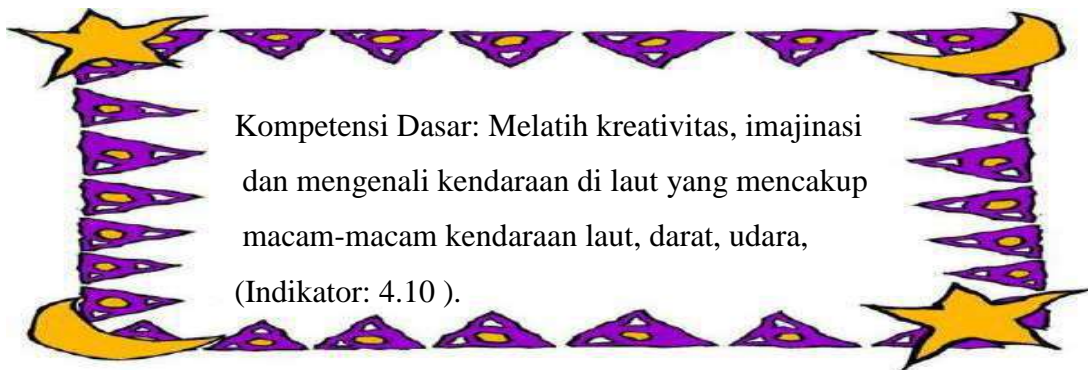 Kompetensi Dasar: Melatih kreativitas, imajinasi
dan mengenali kendaraan di laut yang mencakup
macam-macam kendaraan laut, darat, udara,
(Indikator: 4.10 ).